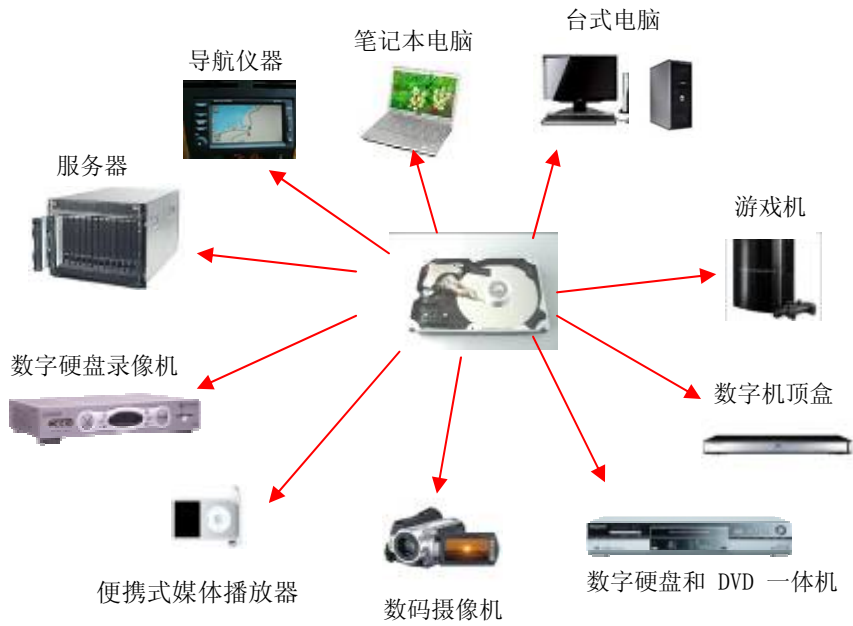 台式电脑
笔记本电脑
导航仪器
服务器
游戏机
数字硬盘录像机
数字机顶盒
便携式媒体播放器
数码摄像机
数字硬盘和 DVD 一体机